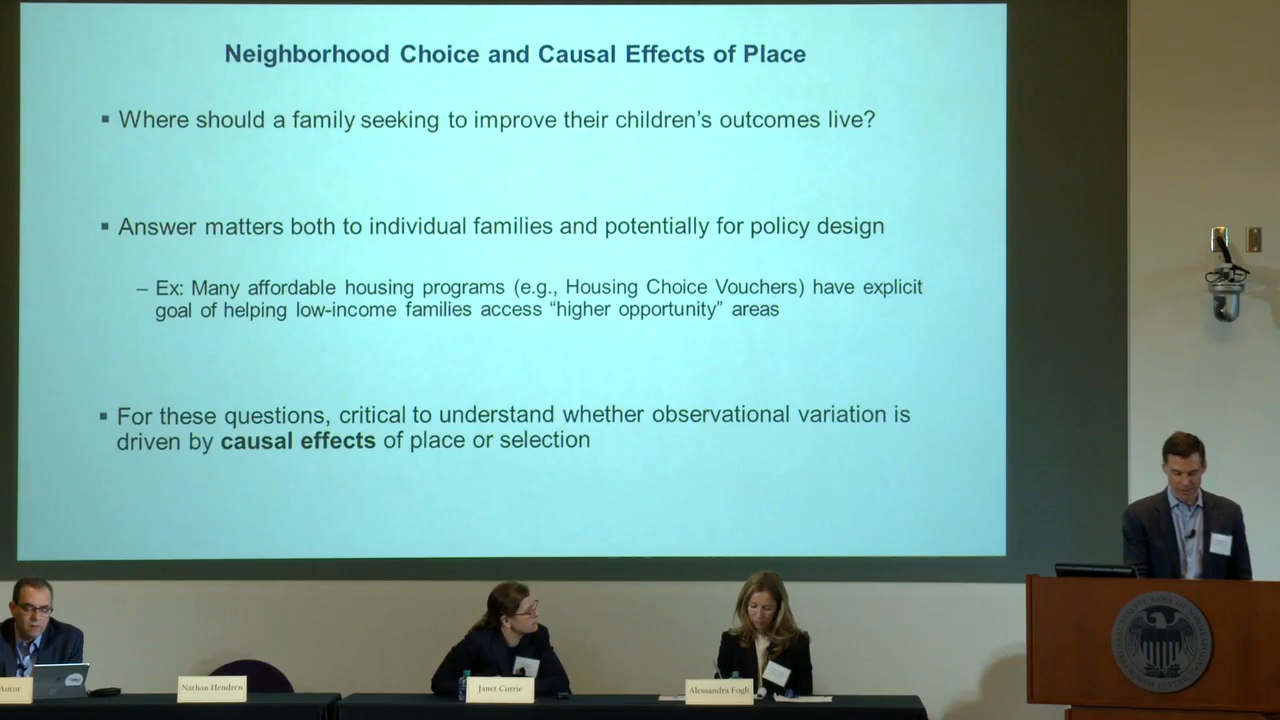 Neighborhood Choice and Causal Effects of Place
▪ Where should a family seeking to improve their children's outcomes live?
▪ Answer matters both to individual families and potentially for policy design
– Ex: Many affordable housing programs (e.g., Housing Choice Vouchers) have explicit
goal of helping low-income families access “higher opportunity” areas
▪ For these questions, critical to understand whether observational variation is
driven by causal effects of place or selection
Autor
Nathan Hendren
Janet Currie
Alessandra Fogli